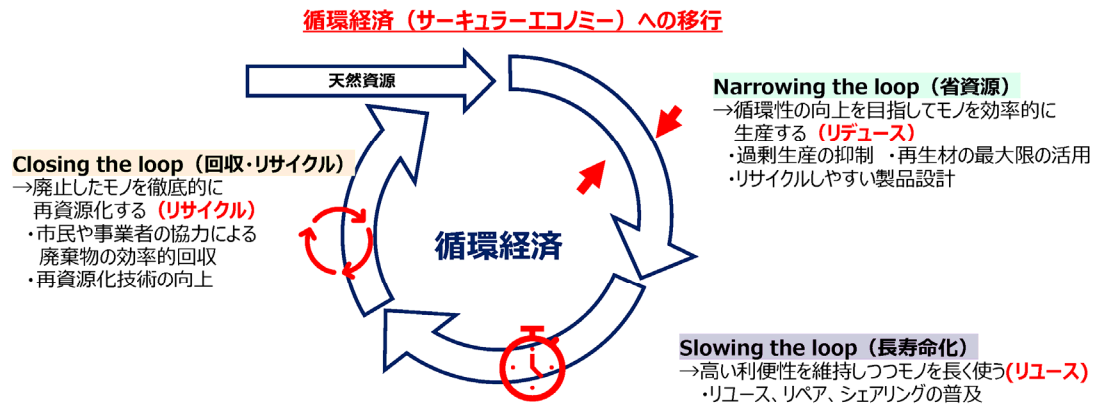 循環経済（サーキュラーエコノミー）への移行
天然資源
Narrowing the loop（省資源）
→循環性の向上を目指してモノを効率的に
生産する（リデュース）
・過剰生産の抑制 ・再生材の最大限の活用
・リサイクルしやすい製品設計
Closing the loop（回収・リサイクル）
→廃止したモノを徹底的に
再資源化する（リサイクル）
・市民や事業者の協力による
廃棄物の効率的回収
・再資源化技術の向上
循環経済
Slowing the loop（長寿命化）
→高い利便性を維持しつつモノを長く使う(リユース)
・リユース、リペア、シェアリングの普及